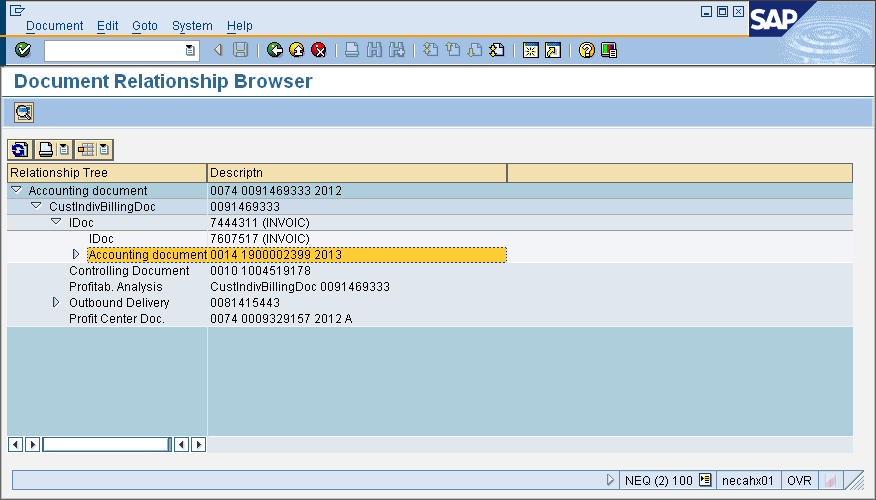 Document Edit Goto System Help
SAP
Document Relationship Browser
Relationship Tree Descriptn
Accounting document 0074 0091469333 2012
CustIndivBillingDoc 0091469333
IDoc 7444311 (INVOIC)
IDoc 7607517 (INVOIC)
Accounting document 0014 1900002399 2013
Controlling Document 0010 1004519178
Profitab. Analysis CustIndivBillingDoc 0091469333
Outbound Delivery 0081415443
Profit Center Doc. 0074 0009329157 2012 A
NEQ (2) 100 necahx01 OVR